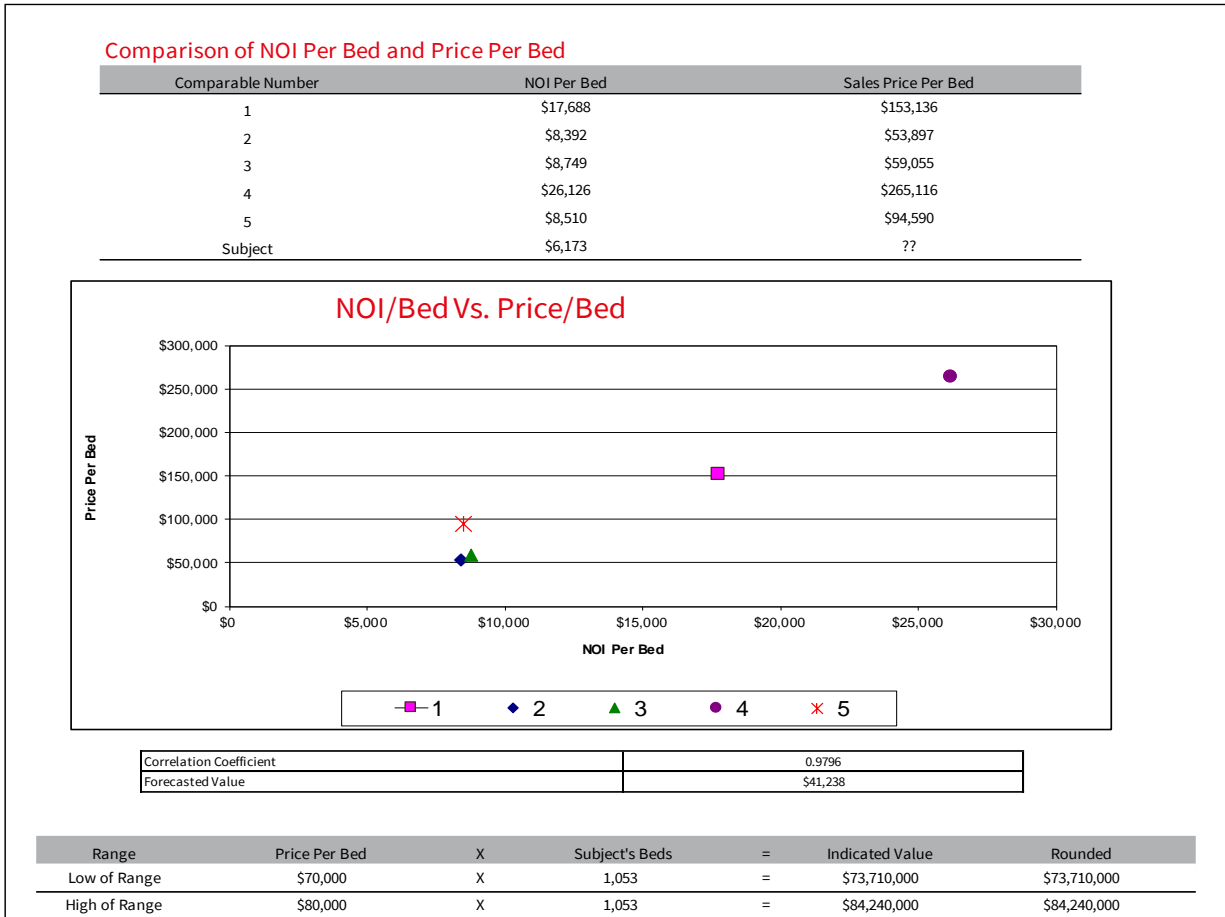 Comparison of NOI Per Bed and Price Per Bed
Comparable Number NOI Per Bed Sales Price Per Bed
1 $17,688 $153,136
2 $8,392 $53,897
3 $8,749 $59,055
4 $26,126 $265,116
5 $8,510 $94,590
Subject $6,173 ??
NOI/Bed Vs. Price/Bed
Price Per Bed
$300,000
$250,000
$200,000
$150,000
$100,000
$50,000
$0
$0 $5,000 $10,000 $15,000 $20,000 $25,000 $30,000
NOI Per Bed
1 2 3 4 5
Correlation Coefficient 0.9796
Forecasted Value $41,238
Range Price Per Bed X Subject's Beds = Indicated Value Rounded
Low of Range $70,000 X 1,053 = $73,710,000 $73,710,000
High of Range $80,000 X 1,053 = $84,240,000 $84,240,000